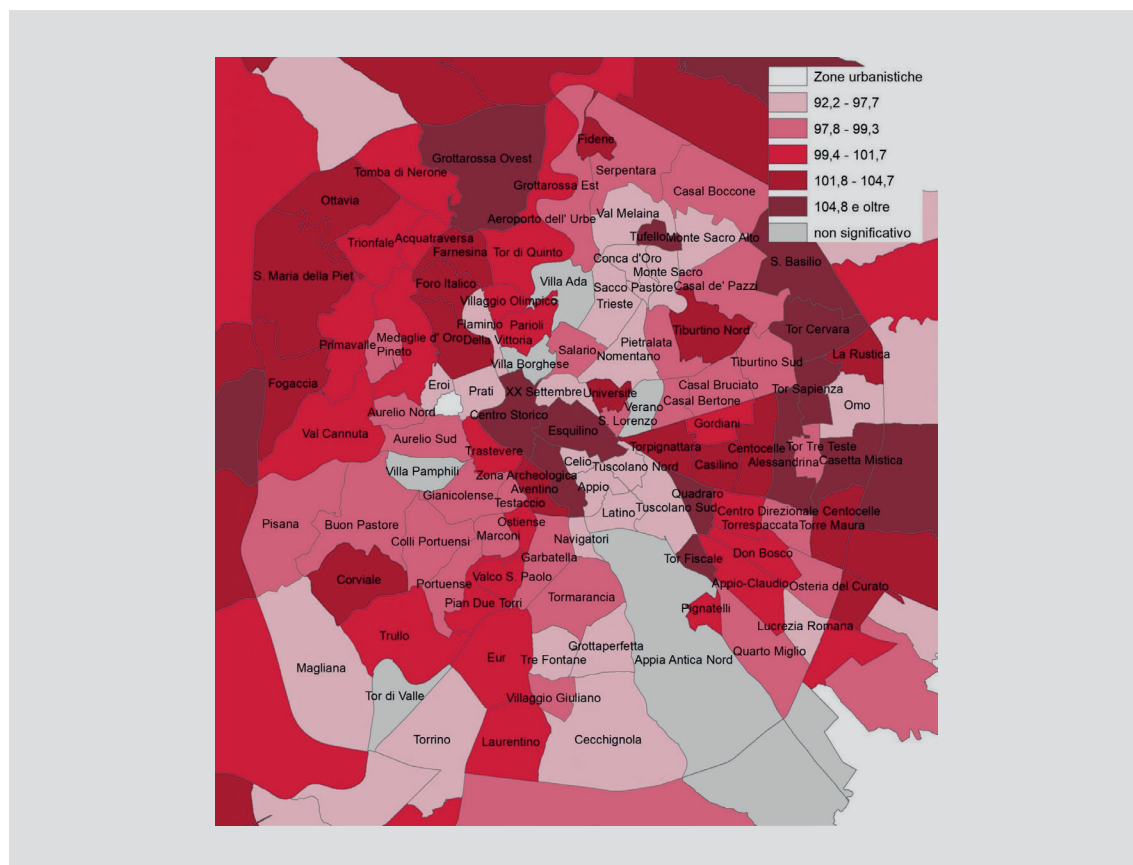 Zone urbanistiche
92,2 - 97,7
97,8 - 99,3
99,4 - 101,7
101,8 - 104,7
104,8 e oltre
non significativo
Fidene
Grottarossa Ovest
Tomba di Nerone
Serpentara
Grottarossa Est
Casal Boccone
Ottavia
Val Melaina
Aeroporto dell' Urbe
Tufello
Monte Sacro Alto
Acquatraversa
Trionfale
Farnesina
Tor di Quinto
Conca d'Oro
S. Basilio
Monte Sacro
S. Maria della Piet
Foro Italico
Villa Ada
Sacco Pastore
Casal de' Pazzi
Villaggio Olimpico
Trieste
Flaminio
Parioli
Tiburtino Nord
Tor Cervara
Medaglie d' Oro
Della Vittoria
Primavalle
Pineto
Salario
Pietralata
Nomentano
La Rustica
Villa Borghese
Tiburtino Sud
Fogaccia
Eroi
Prati
XX Settembre
Universite
Casal Bruciato
Tor Sapienza
Verano
Casal Bertone
Omo
Aurelio Nord
Centro Storico
S. Lorenzo
Gordiani
Val Cannuta
Aurelio Sud
Esquilino
Trastevere
Torpignattara
Centocelle
Tor Tre Teste
Celio
Tuscolano Nord
Casilino
Alessandrina
Casetta Mistica
Villa Pamphili
Zona Archeologica
Aventino
Appio
Gianicolense
Testaccio
Quadraro
Tuscolano Sud
Latino
Centro Direzionale Centocelle
Pisana
Buon Pastore
Ostiense
Torrespaccata
Torre Maura
Colli Portuensi
Marconi
Navigatori
Garbatella
Don Bosco
Tor Fiscale
Corviale
Portuense
Valco S. Paolo
Appio-Claudio
Osteria del Curato
Pian Due Torri
Tormarancia
Pignatelli
Lucrezia Romana
Trullo
Grottaperfetta
Quarto Miglio
Magliana
Eur
Tre Fontane
Appia Antica Nord
Tor di Valle
Villaggio Giuliano
Torrino
Laurentino
Cecchignola